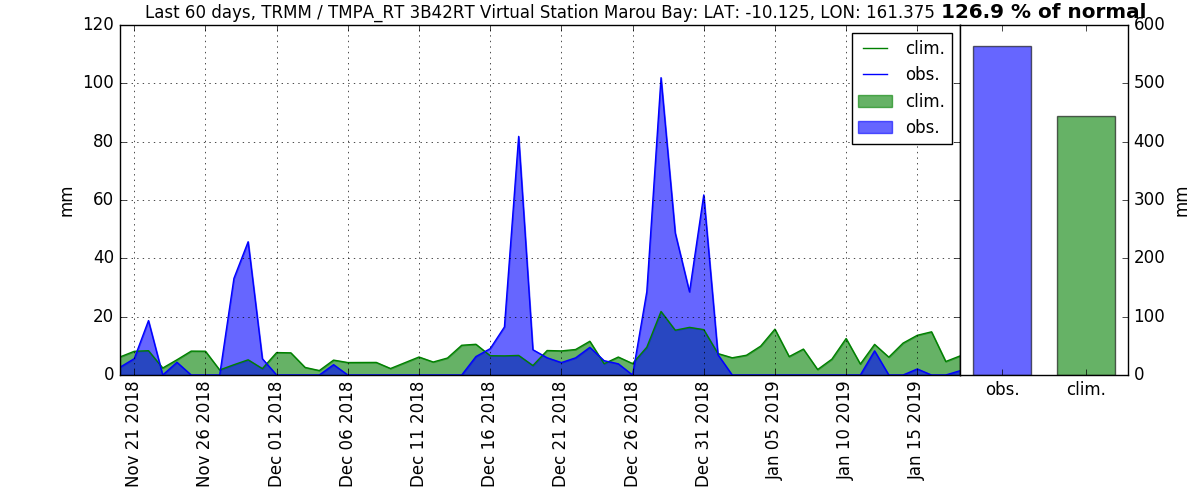 Last 60 days, TRMM / TMPA_RT 3B42RT Virtual Station Marou Bay: LAT: -10.125, LON: 161.375 126.9 % of normal
120
100
80
60
40
20
0
mm
clim.
obs.
clim.
obs.
Nov 21 2018
Nov 26 2018
Dec 01 2018
Dec 06 2018
Dec 11 2018
Dec 16 2018
Dec 21 2018
Dec 26 2018
Dec 31 2018
Jan 05 2019
Jan 10 2019
Jan 15 2019
600
500
400
300
200
100
0
mm
obs.
clim.